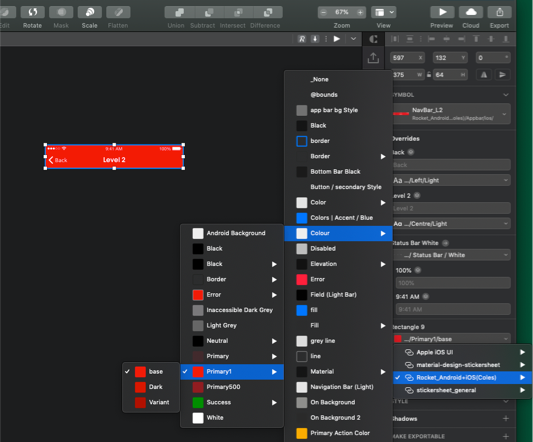 Edit
Rotate
Mask
Scale
Flatten
Union
Subtract
Intersect
Difference
67%
Zoom
View
Preview
Cloud
Export
597
X
132
Y
0
°
375
W
64
H
SYMBOL
NavBar_L2
Rocket_Android...oles)/Appbar/Ios/
Overrides
Back
Back
Aa .../Left/Light
Level 2
Level 2
Aa .../Centre/Light
Status Bar White
.../ Status Bar / White
100%
100%
9:41 AM
9:41 AM
Rectangle 9
.../Primary1/base
9:41 AM
100%
Back
Level 2
_None
@bounds
app bar bg Style
Black
border
Border
Bottom Bar Black
Button / secondary Style
Color
Colors | Accent / Blue
Colour
Disabled
Elevation
Error
Field (Light Bar)
fill
Fill
grey line
line
Material
Navigation Bar (Light)
On Background
On Background 2
Primary Action Color
Android Background
Black
Black
Border
Error
Inaccessible Dark Grey
Light Grey
Neutral
Primary
Primary1
Primary500
Success
White
base
Dark
Variant
Apple iOS UI
material-design-stickersheet
Rocket_Android+iOS(Coles)
stickersheet_general
STYLE
Shadows
MAKE EXPORTABLE